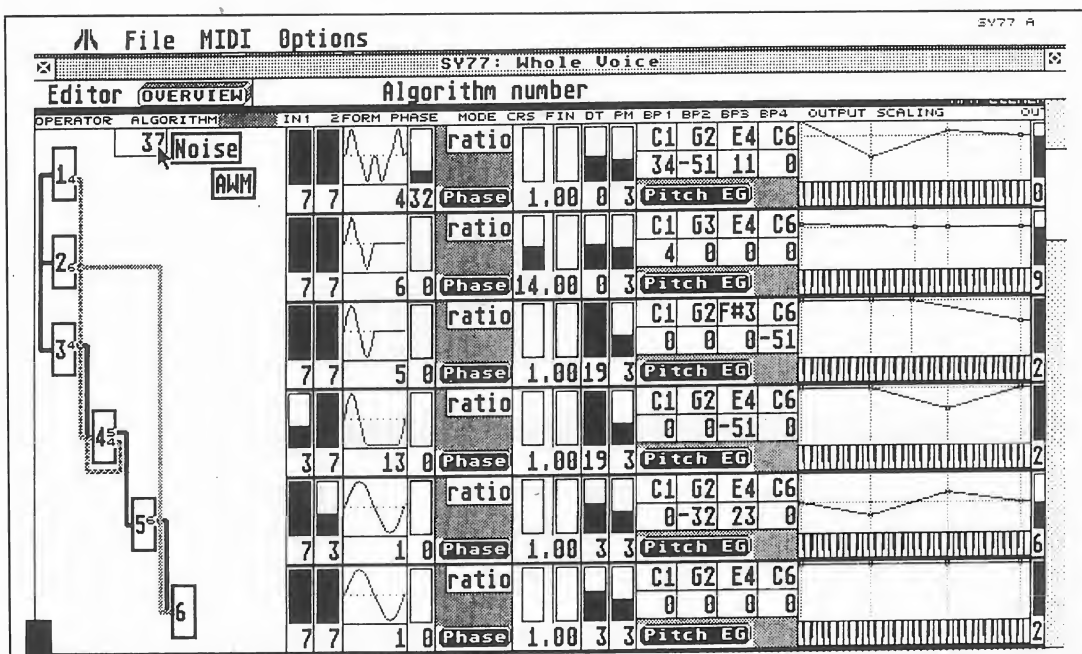 SY77 A
File MIDI Options
SY77: Whole Voice
Editor OVERVIEW Algorithm number
OPERATOR ALGORITHM IN1 2 FORM PHASE MODE CRS FIN DT PM BP1 BP2 BP3 BP4 OUTPUT SCALING
37 Noise
AWM
ratio C1 G2 E4 C6
34 -51 11 0
7 7 4 32 Phase 1.00 0 3 Pitch EG 0
ratio C1 G3 E4 C6
4 0 0 0
7 7 6 0 Phase 14.00 0 3 Pitch EG 9
ratio C1 G2 F#3 C6
0 0 0 -51
7 7 5 0 Phase 1.00 19 3 Pitch EG 2
ratio C1 G2 E4 C6
0 0 -51 0
3 7 13 0 Phase 1.00 19 3 Pitch EG 2
ratio C1 G2 E4 C6
0 -32 23 0
7 3 1 0 Phase 1.00 3 3 Pitch EG 6
ratio C1 G2 E4 C6
0 0 0 0
7 7 1 0 Phase 1.00 3 3 Pitch EG 2
1 4
2 6
3 4
4 5
5 6
6